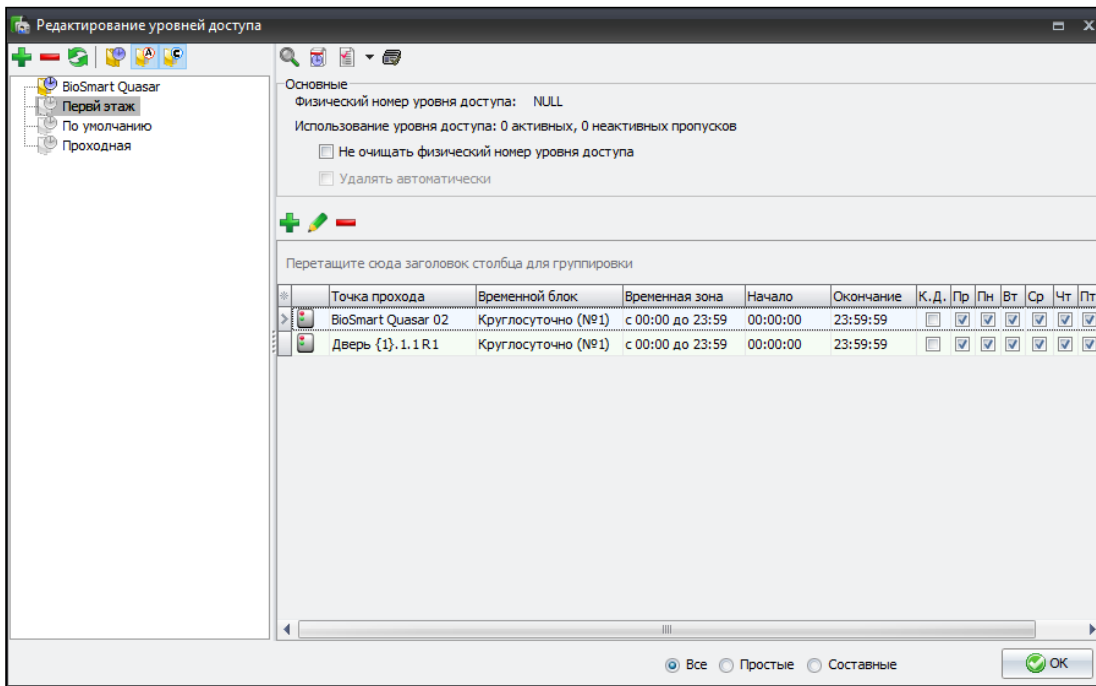 Редактирование уровней доступа
BioSmart Quasar
Первй этаж
По умолчанию
Проходная
Основные
Физический номер уровня доступа: NULL
Использование уровня доступа: 0 активных, 0 неактивных пропусков
Не очищать физический номер уровня доступа
Удалять автоматически
Перетащите сюда заголовок столбца для группировки
Точка прохода Временной блок Временная зона Начало Окончание К.Д. Пр Пн Вт Ср Чт Пт
BioSmart Quasar 02 Круглосуточно (№1) с 00:00 до 23:59 00:00:00 23:59:59
Дверь {1}.1.1R1 Круглосуточно (№1) с 00:00 до 23:59 00:00:00 23:59:59
Все Простые Составные OK